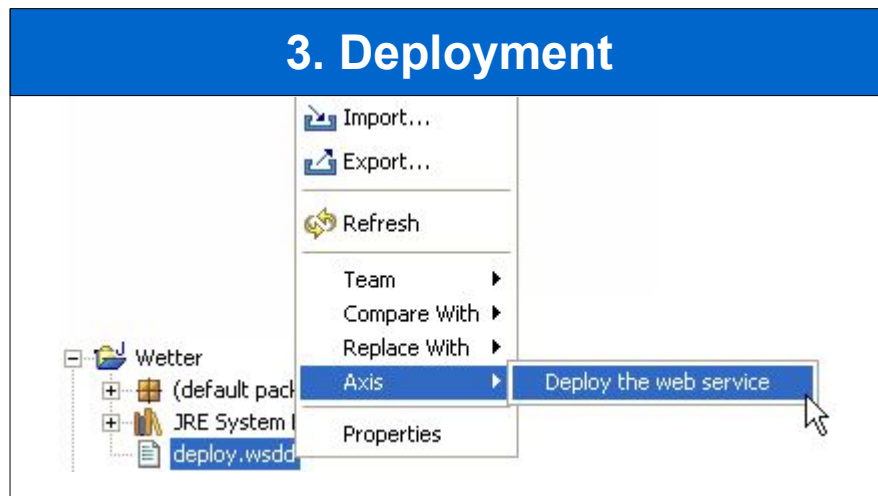 3. Deployment
Import...
Export...
Refresh
Team
Compare With
Replace With
Axis
Deploy the web service
Properties
Wetter
(default pack
JRE System
deploy.wsdd